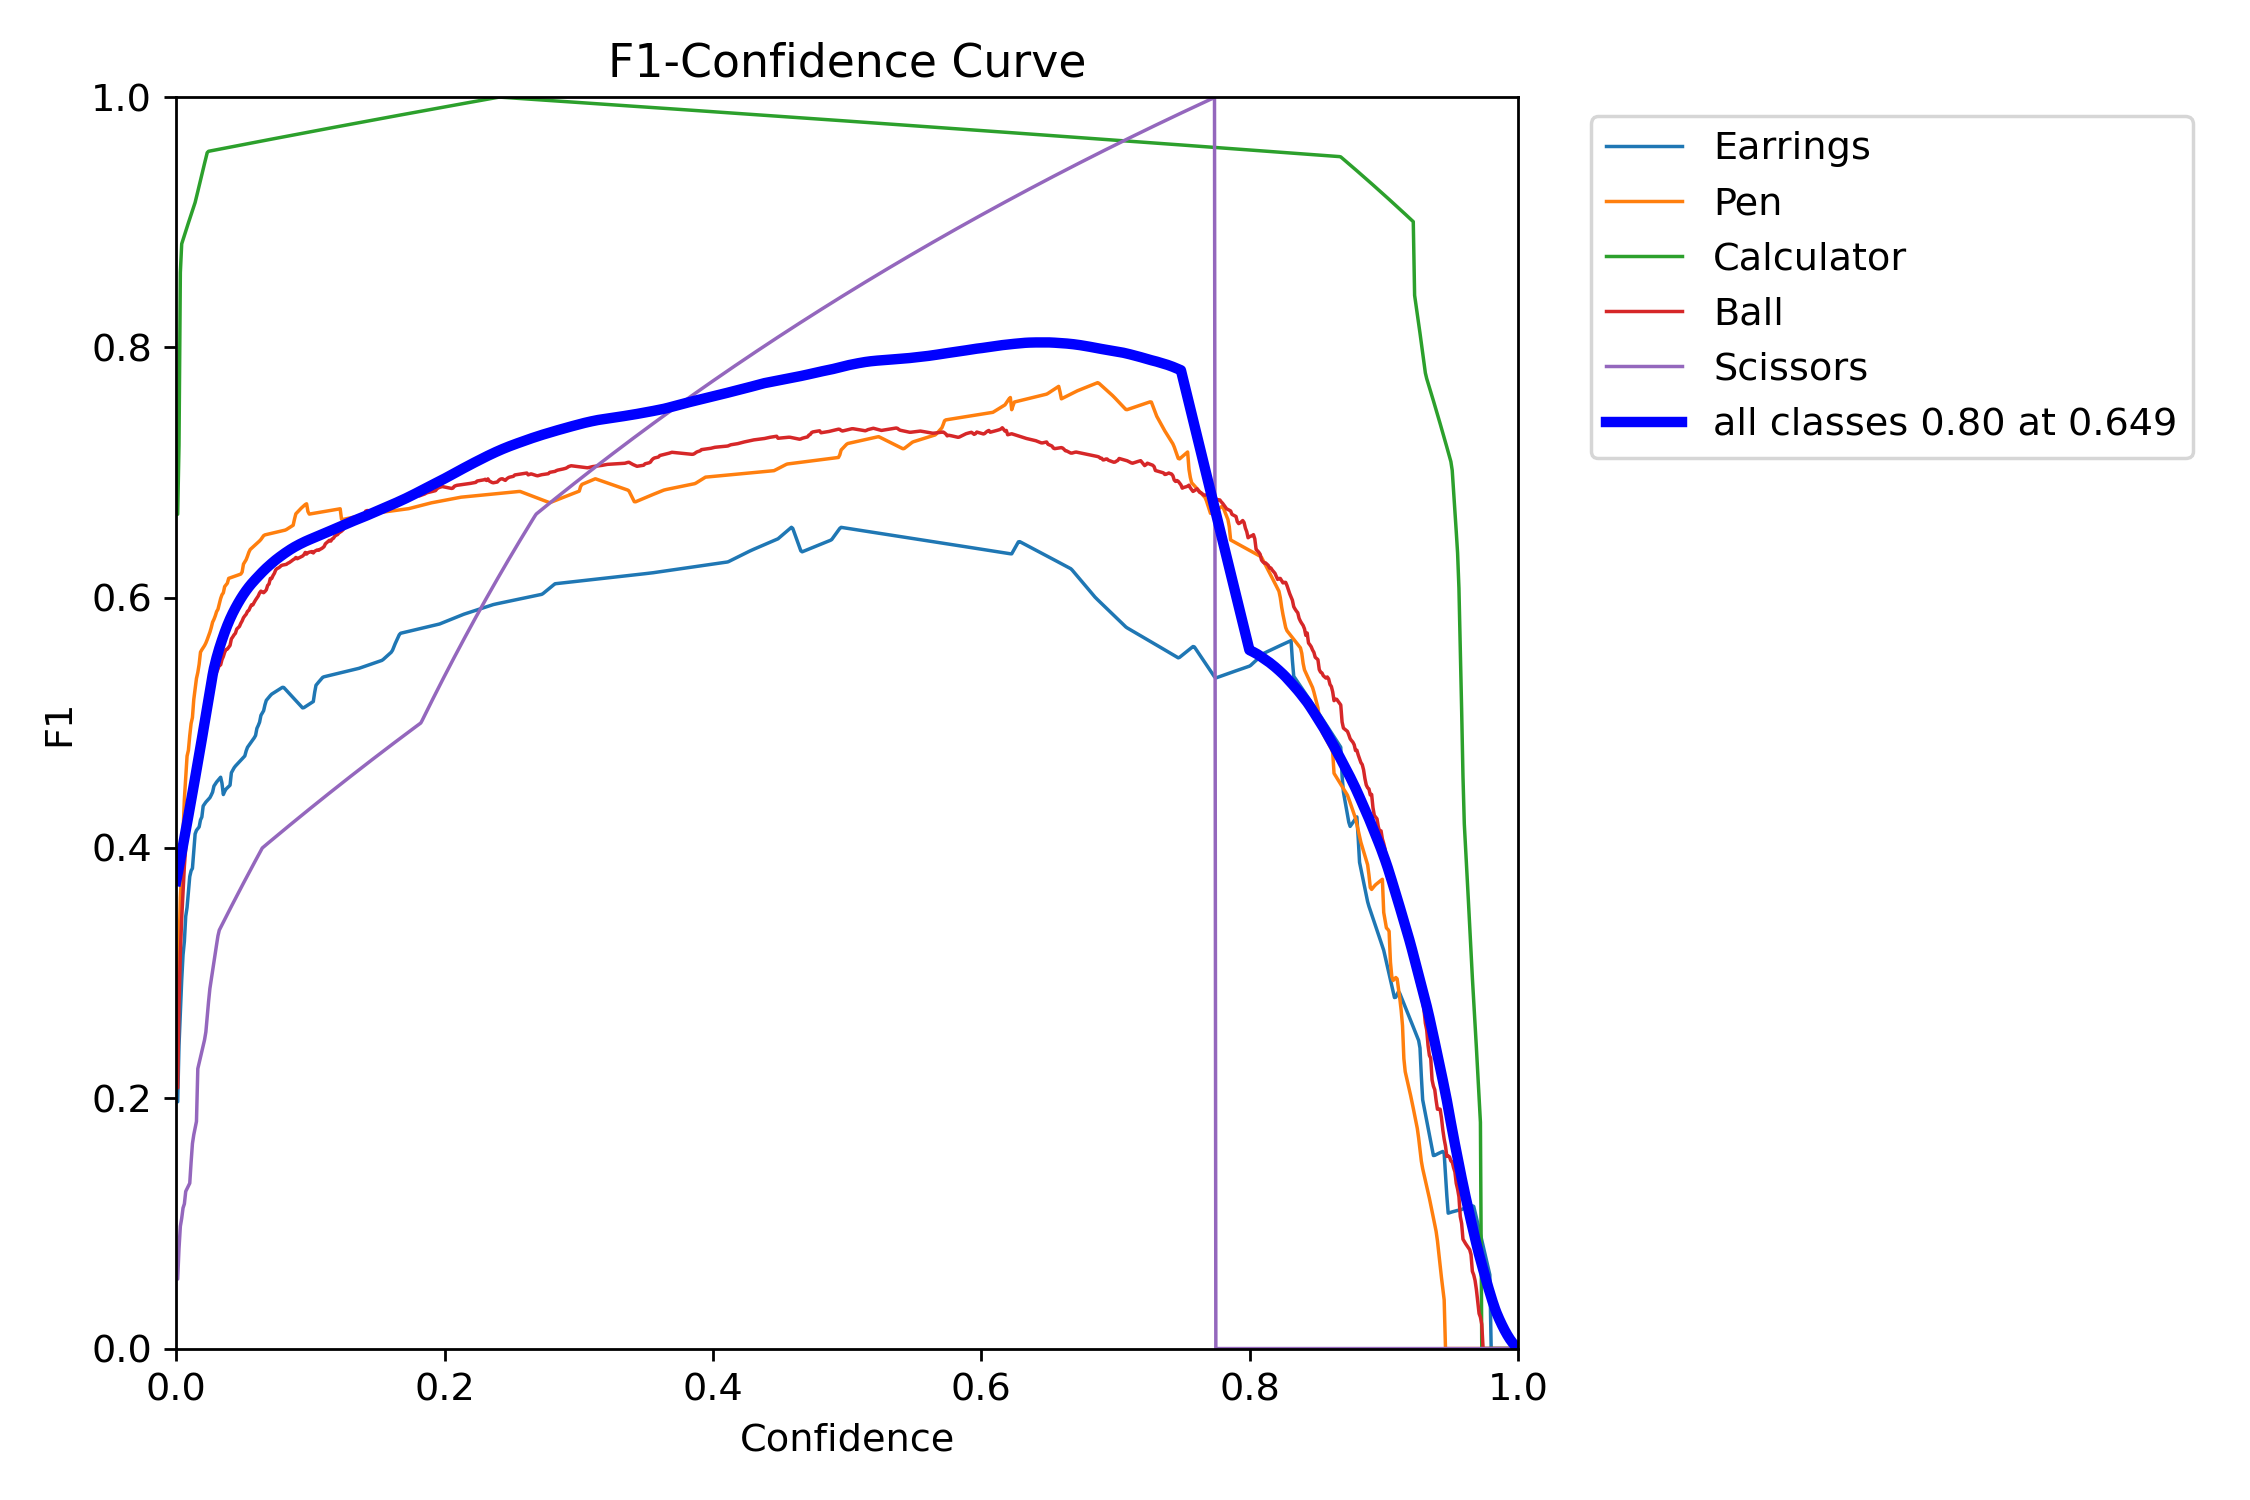 F1-Confidence Curve
1.0
0.8
0.6
0.4
0.2
0.0
F1
0.0 0.2 0.4 0.6 0.8 1.0
Confidence
Earrings
Pen
Calculator
Ball
Scissors
all classes 0.80 at 0.649